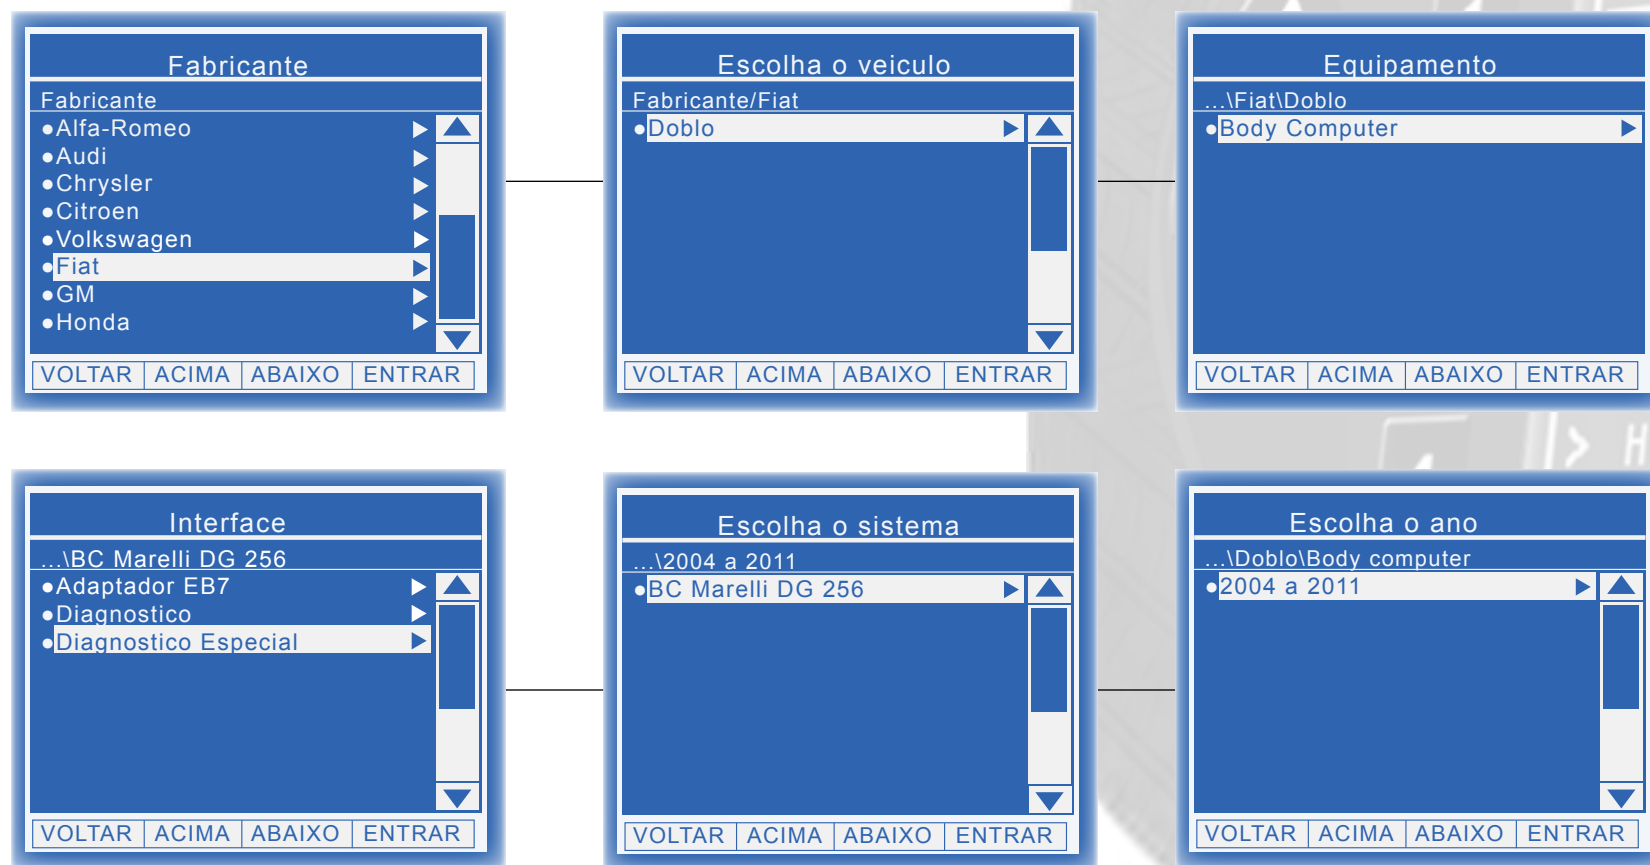 Fabricante
Fabricante
●Alfa-Romeo
●Audi
●Chrysler
●Citroen
●Volkswagen
●Fiat
●GM
●Honda
VOLTAR ACIMA ABAIXO ENTRAR
Escolha o veiculo
Fabricante/Fiat
●Doblo
VOLTAR ACIMA ABAIXO ENTRAR
Equipamento
...\Fiat\Doblo
●Body Computer
VOLTAR ACIMA ABAIXO ENTRAR
Interface
...\BC Marelli DG 256
●Adaptador EB7
●Diagnostico
●Diagnostico Especial
VOLTAR ACIMA ABAIXO ENTRAR
Escolha o sistema
...\2004 a 2011
●BC Marelli DG 256
VOLTAR ACIMA ABAIXO ENTRAR
Escolha o ano
...\Doblo\Body computer
●2004 a 2011
VOLTAR ACIMA ABAIXO ENTRAR
> H